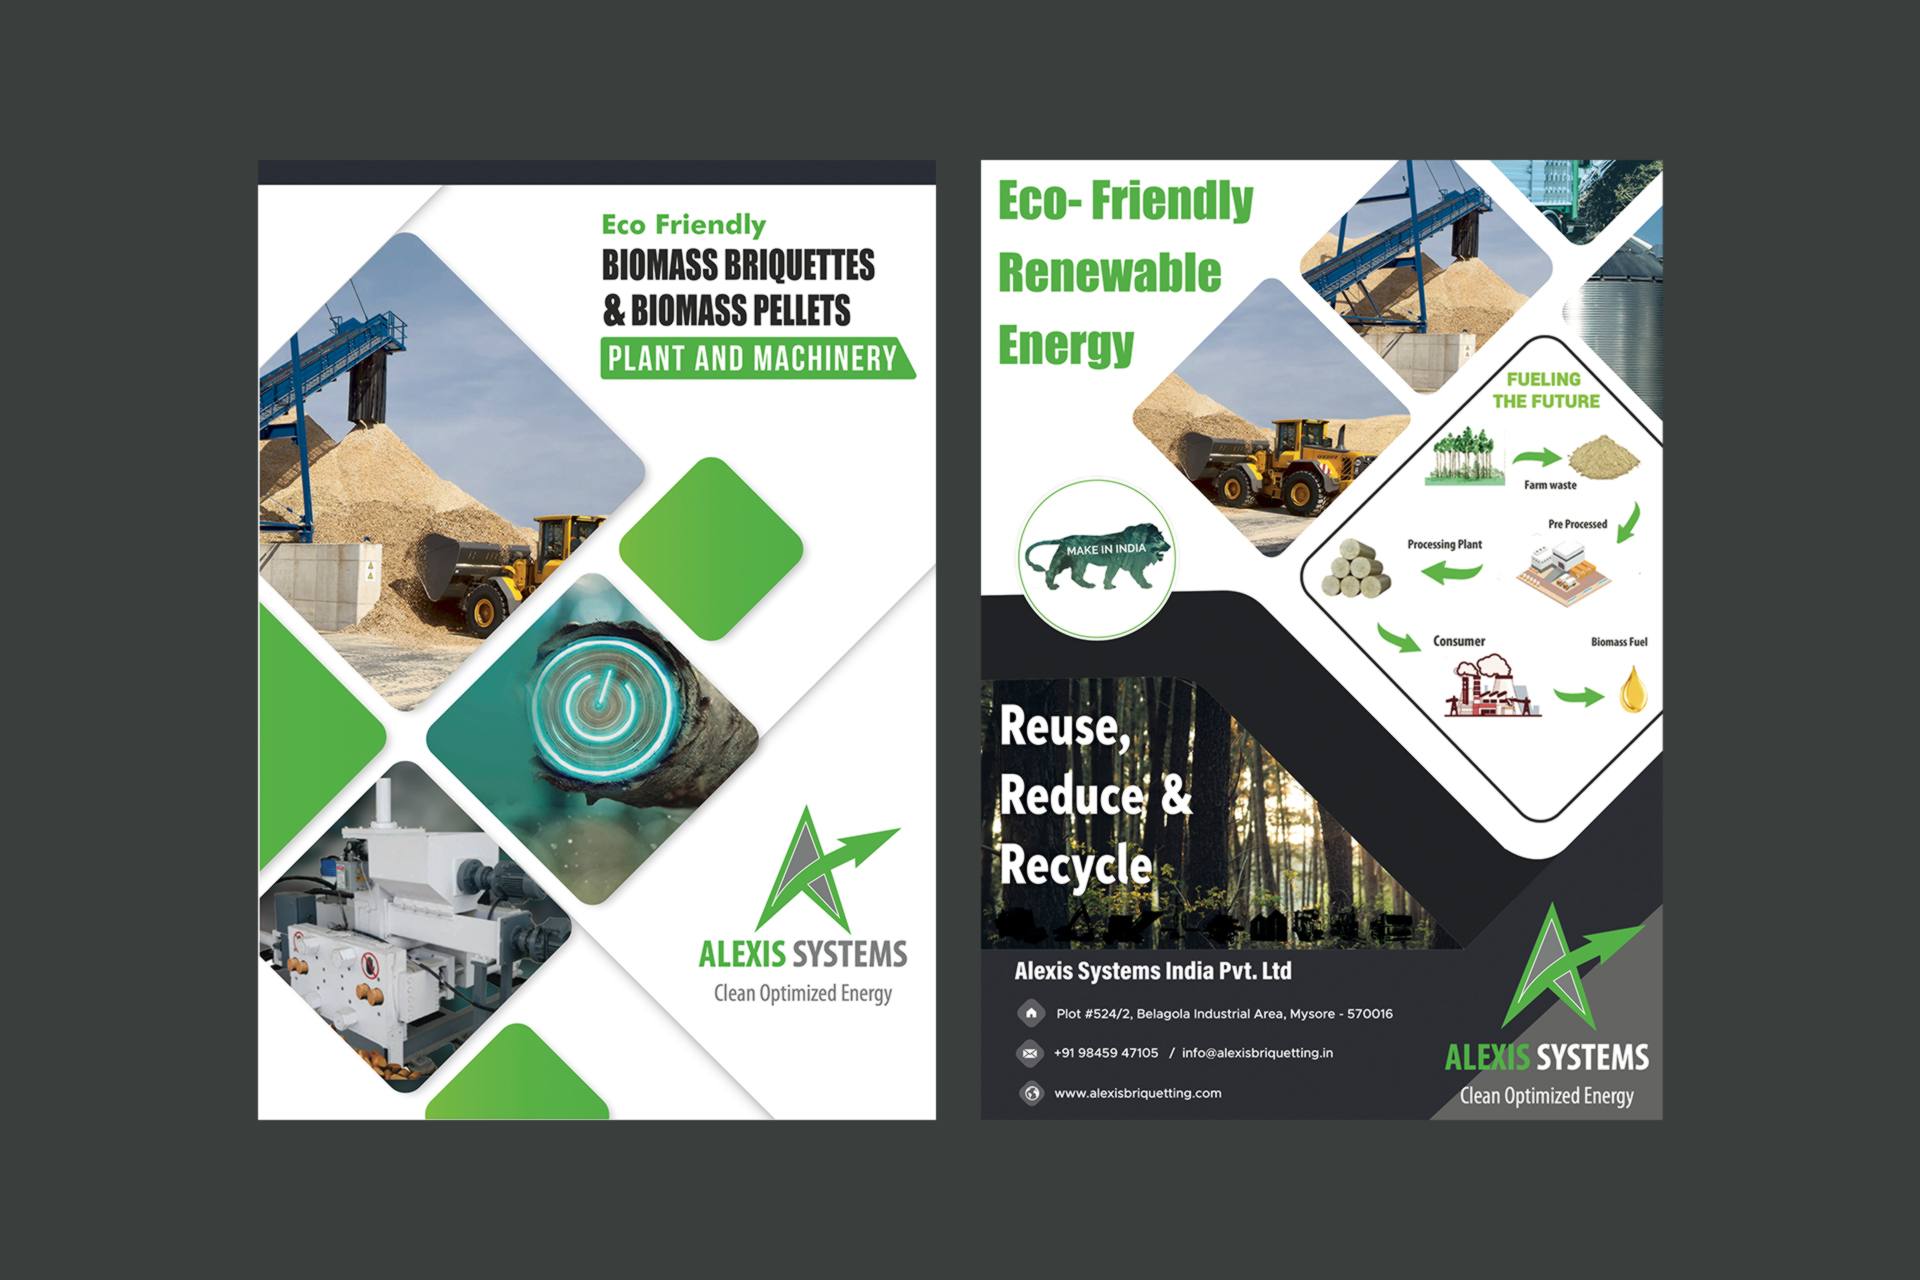 Eco Friendly
BIOMASS BRIQUETTES
& BIOMASS PELLETS
PLANT AND MACHINERY
ALEXIS SYSTEMS
Clean Optimized Energy
Eco- Friendly
Renewable
Energy
FUELING
THE FUTURE
Farm waste
Pre Processed
Processing Plant
Consumer
Biomass Fuel
MAKE IN INDIA
Reuse,
Reduce &
Recycle
Alexis Systems India Pvt. Ltd
Plot #524/2, Belagola Industrial Area, Mysore - 570016
+91 98459 47105 / info@alexisbriquetting.in
www.alexisbriquetting.com
ALEXIS SYSTEMS
Clean Optimized Energy